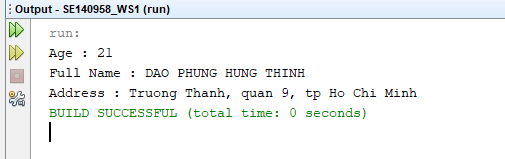 Output - SE140958_WS1 (run)
run:
Age : 21
Full Name : DAO PHUNG HUNG THINH
Address : Truong Thanh, quan 9, tp Ho Chi Minh
BUILD SUCCESSFUL (total time: 0 seconds)